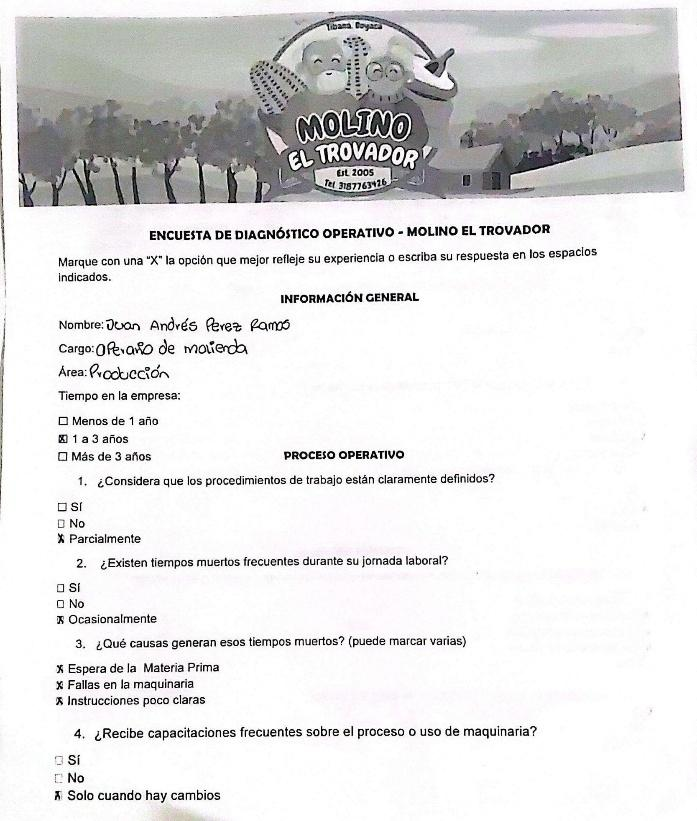 Tibaná, Boyacá
MOLINO
EL TROVADOR
Est. 2005
Tel. 3187763426
ENCUESTA DE DIAGNÓSTICO OPERATIVO - MOLINO EL TROVADOR
Marque con una "X" la opción que mejor refleje su experiencia o escriba su respuesta en los espacios
indicados.
INFORMACIÓN GENERAL
Nombre: Juan Andrés Perez Ramos
Cargo: Operario de molienda
Área: Producción
Tiempo en la empresa:
☐ Menos de 1 año
☒ 1 a 3 años
☐ Más de 3 años
PROCESO OPERATIVO
1. ¿Considera que los procedimientos de trabajo están claramente definidos?
☐ Sí
☐ No
☒ Parcialmente
2. ¿Existen tiempos muertos frecuentes durante su jornada laboral?
☐ Sí
☐ No
☒ Ocasionalmente
3. ¿Qué causas generan esos tiempos muertos? (puede marcar varias)
☒ Espera de la Materia Prima
☒ Fallas en la maquinaria
☒ Instrucciones poco claras
4. ¿Recibe capacitaciones frecuentes sobre el proceso o uso de maquinaria?
☐ Sí
☐ No
☒ Solo cuando hay cambios